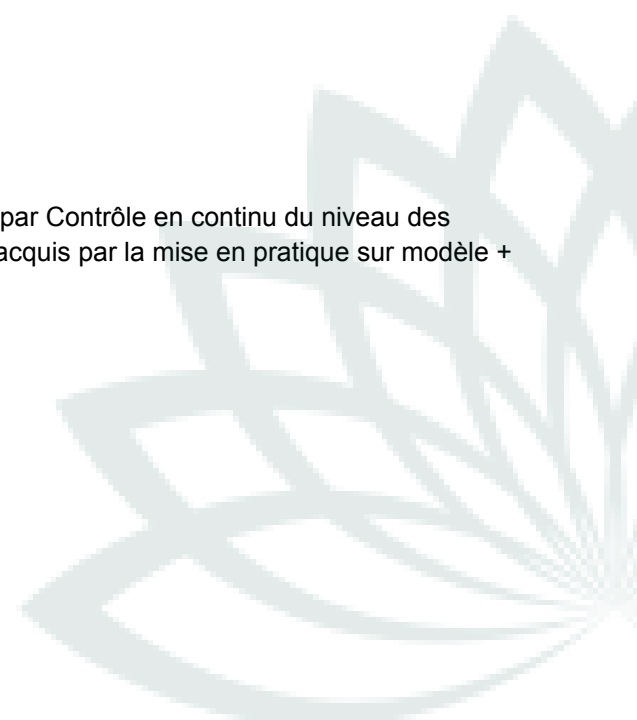 par Contrôle en continu du niveau des
acquis par la mise en pratique sur modèle +